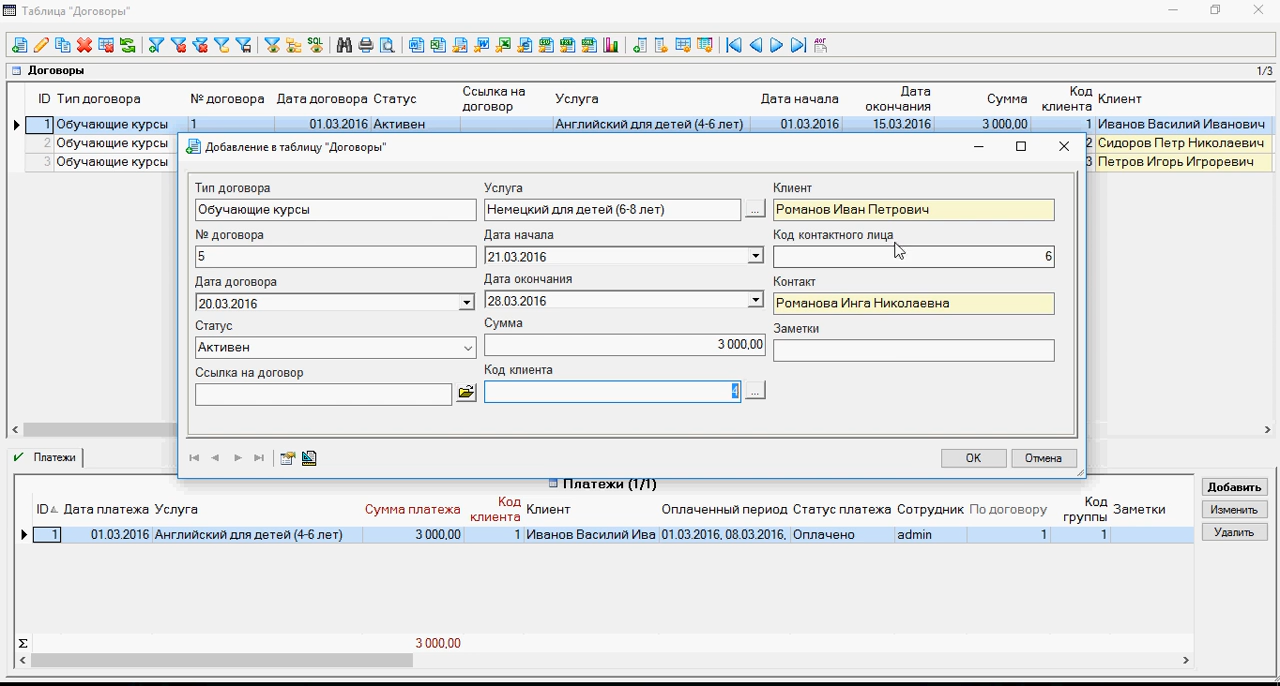 Таблица "Договоры"
SQL
Договоры 1/3
ID Тип договора № договора Дата договора Статус Ссылка на договор Услуга Дата начала Дата окончания Сумма Код клиента Клиент
1 Обучающие курсы 1 01.03.2016 Активен Английский для детей (4-6 лет) 01.03.2016 15.03.2016 3 000,00 1 Иванов Василий Иванович
2 Обучающие курсы 2 Сидоров Петр Николаевич
3 Обучающие курсы 3 Петров Игорь Игроревич
Добавление в таблицу "Договоры"
Тип договора
Обучающие курсы
№ договора
5
Дата договора
20.03.2016
Статус
Активен
Ссылка на договор
Услуга
Немецкий для детей (6-8 лет) ...
Дата начала
21.03.2016
Дата окончания
28.03.2016
Сумма
3 000,00
Код клиента
4 ...
Клиент
Романов Иван Петрович
Код контактного лица
6
Контакт
Романова Инга Николаевна
Заметки
ОК Отмена
Платежи
Платежи (1/1)
ID Дата платежа Услуга Сумма платежа Код клиента Клиент Оплаченный период Статус платежа Сотрудник По договору Код группы Заметки
1 01.03.2016 Английский для детей (4-6 лет) 3 000,00 1 Иванов Василий Ива 01.03.2016, 08.03.2016, Оплачено admin 1 1
Σ 3 000,00
Добавить
Изменить
Удалить